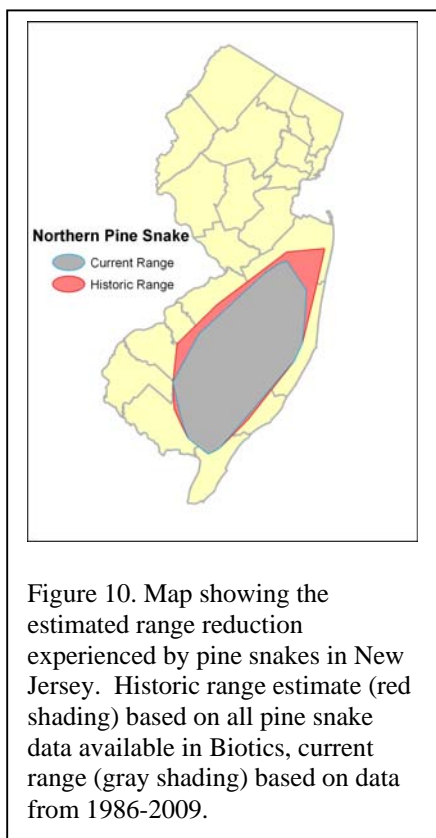 Northern Pine Snake
Current Range
Historic Range
Figure 10. Map showing the
estimated range reduction
experienced by pine snakes in New
Jersey.  Historic range estimate (red
shading) based on all pine snake
data available in Biotics, current
range (gray shading) based on data
from 1986-2009.